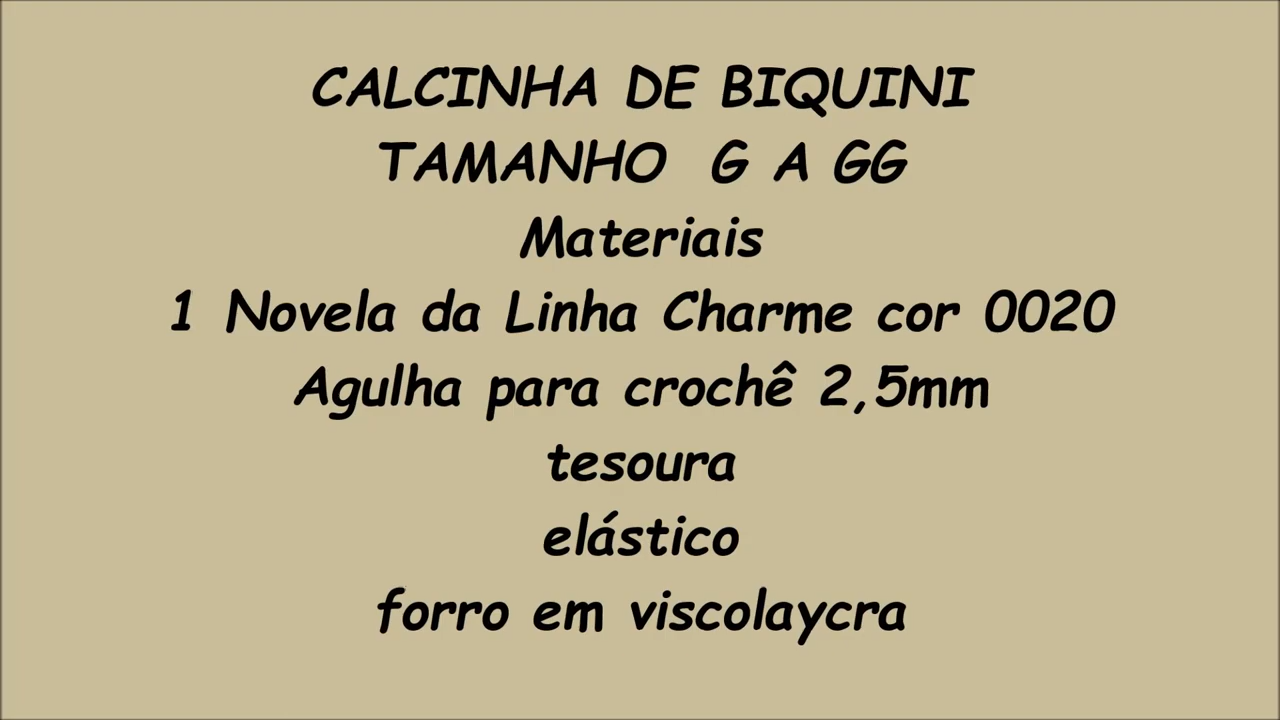 CALCINHA DE BIQUINI
TAMANHO G A GG
Materiais
1 Novela da Linha Charme cor 0020
Agulha para crochê 2,5mm
tesoura
elástico
forro em viscolaycra